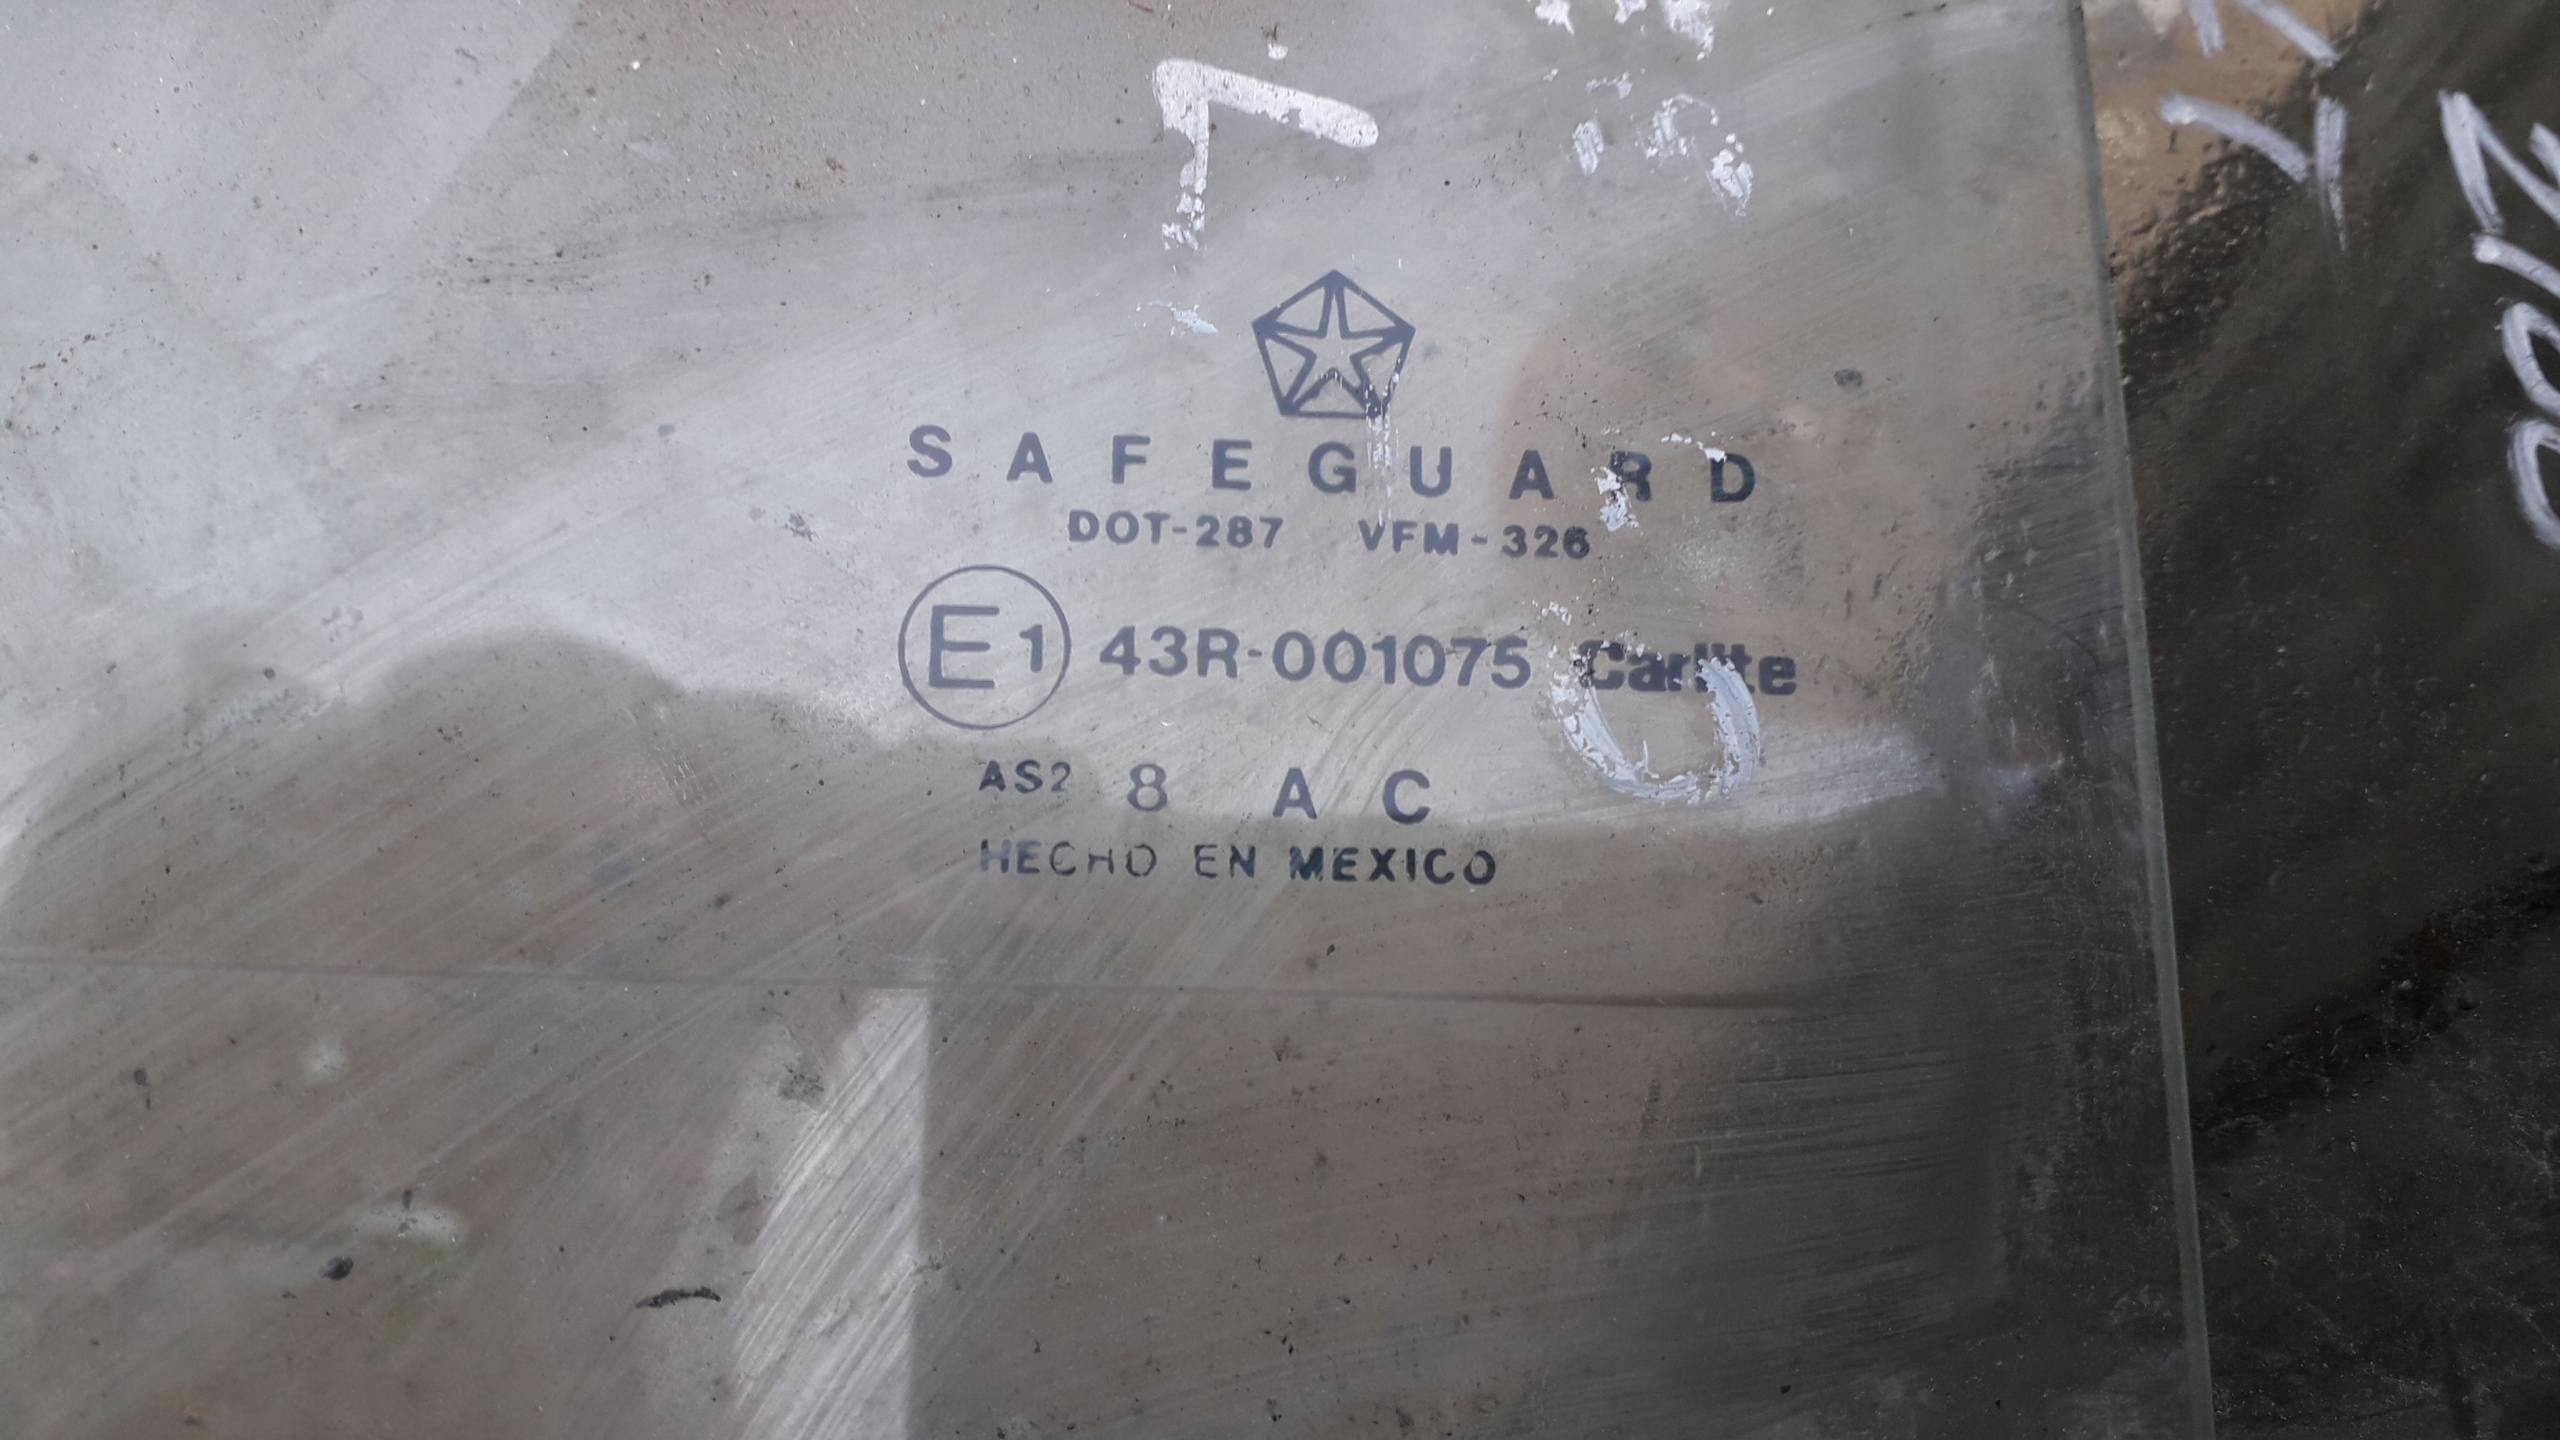 SAFEGUARD
DOT-287 VFM-326
E1 43R-001075 Carlite
AS2 8 A C
HECHO EN MEXICO